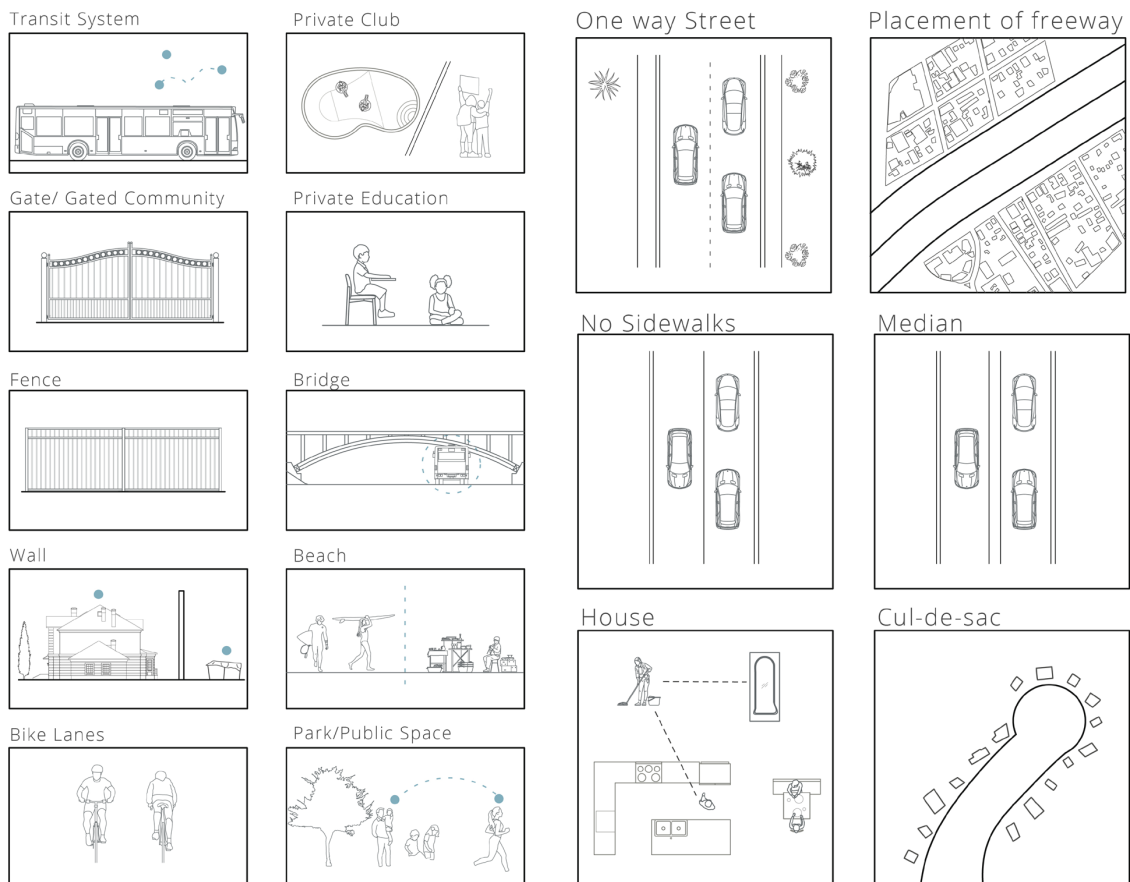 Transit System
Private Club
One way Street
Placement of freeway
Gate/ Gated Community
Private Education
No Sidewalks
Median
Fence
Bridge
Wall
Beach
House
Cul-de-sac
Bike Lanes
Park/Public Space